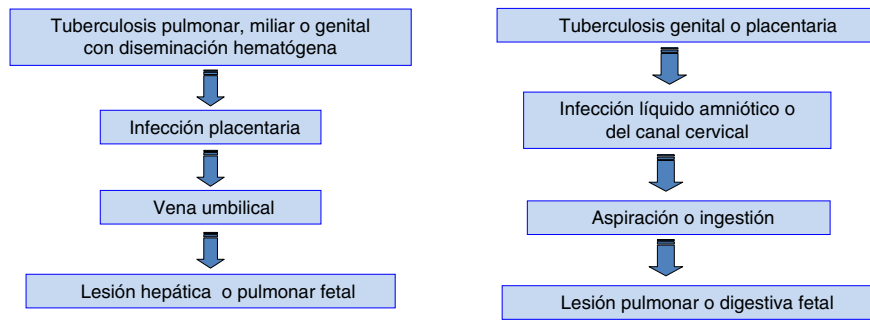 Tuberculosis pulmonar, miliar o genital
con diseminación hematógena
Infección placentaria
Vena umbilical
Lesión hepática o pulmonar fetal
Tuberculosis genital o placentaria
Infección líquido amniótico o
del canal cervical
Aspiración o ingestión
Lesión pulmonar o digestiva fetal